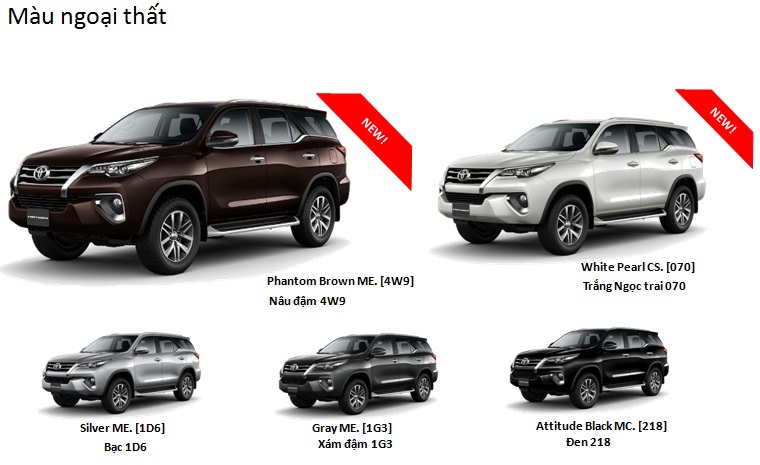 Màu ngoại thất
NEW!
NEW!
Phantom Brown ME. [4W9]
Nâu đậm 4W9
White Pearl CS. [070]
Trắng Ngọc trai 070
Silver ME. [1D6]
Bạc 1D6
Gray ME. [1G3]
Xám đậm 1G3
Attitude Black MC. [218]
Đen 218